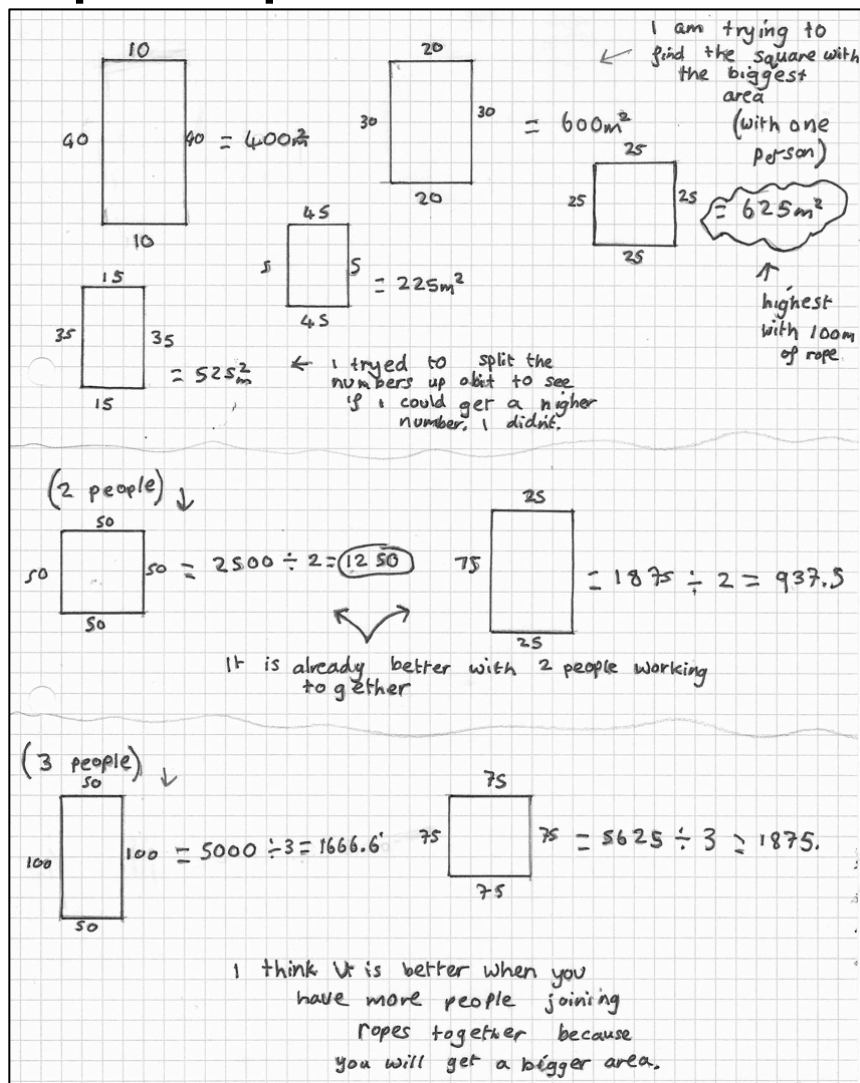 10
40 40 = 400m²
10
20
30 30 = 600m²
20
I am trying to
find the square with
the biggest
area
(with one
person)
25
25 25 = 625m²
25
highest
with 100m
of rope
45
5 5 = 225m²
45
15
35 35 = 525m²
15
← I tryed to split the
numbers up abit to see
if i could get a higher
number. I didn't.
(2 people) ↓
50
50 50 = 2500 ÷ 2 = 1250
50
25
75 = 1875 ÷ 2 = 937.5
25
It is already better with 2 people working
together
(3 people) ↓
50
100 100 = 5000 ÷ 3 = 1666.6
50
75
75 75 = 5625 ÷ 3 = 1875.
75
I think it is better when you
have more people joining
ropes together because
you will get a bigger area.